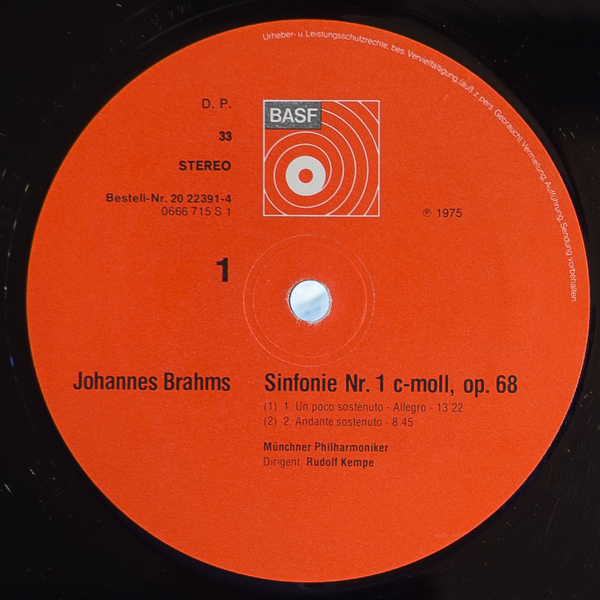 Urheber- u. Leistungsschutzrechte, bes. Vervielfältigung (auß. z. pers. Gebrauch), Vermietung, Aufführung, Sendung vorbehalten.
D. P.
BASF
33
STEREO
Bestell-Nr. 20 22391-4
0666 715 S 1
℗ 1975
1
Johannes Brahms
Sinfonie Nr. 1 c-moll, op. 68
(1) 1. Un poco sostenuto - Allegro - 13 22
(2) 2. Andante sostenuto - 8 45
Münchner Philharmoniker
Dirigent: Rudolf Kempe